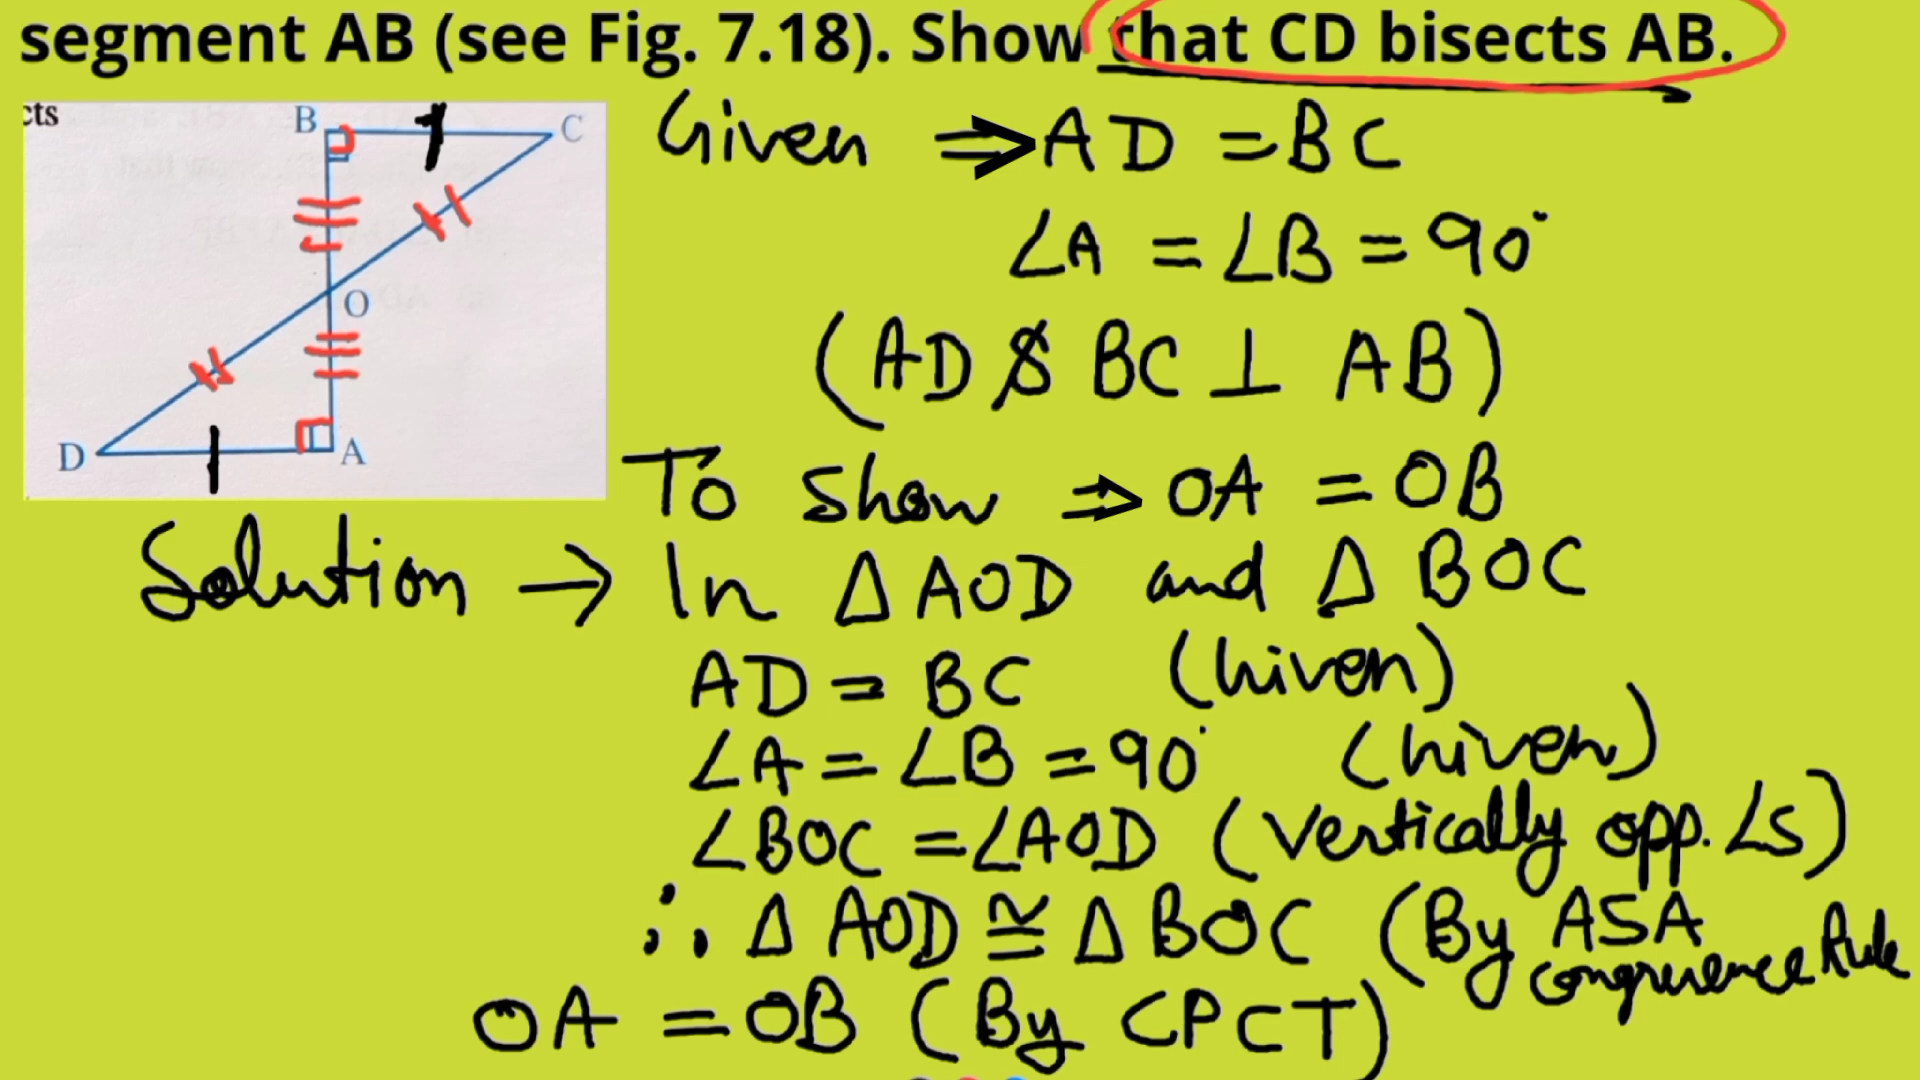 segment AB (see Fig. 7.18). Show that CD bisects AB.
cts
B
C
O
D
A
Given ⇒ AD = BC
∠A = ∠B = 90°
(AD & BC ⊥ AB)
To Show ⇒ OA = OB
Solution → In Δ AOD and Δ BOC
AD = BC (Given)
∠A = ∠B = 90° (Given)
∠BOC = ∠AOD (Vertically opp. ∠s)
∴ Δ AOD ≅ Δ BOC (By ASA congruence Rule
OA = OB (By CPCT)